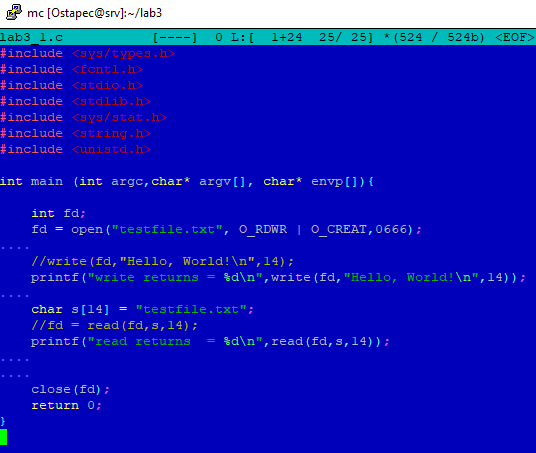 mc [Ostapec@srv]:~/lab3
lab3_1.c [----] 0 L:[ 1+24 25/ 25] *(524 / 524b) <EOF>
#include <sys/types.h>
#include <fcntl.h>
#include <stdio.h>
#include <stdlib.h>
#include <sys/stat.h>
#include <string.h>
#include <unistd.h>
int main (int argc,char* argv[], char* envp[]){
int fd;
fd = open("testfile.txt", O_RDWR | O_CREAT,0666);
....
//write(fd,"Hello, World!\n",14);
printf("write returns = %d\n",write(fd,"Hello, World!\n",14));
....
char s[14] = "testfile.txt";
//fd = read(fd,s,14);
printf("read returns  = %d\n",read(fd,s,14));
....
....
close(fd);
return 0;
}